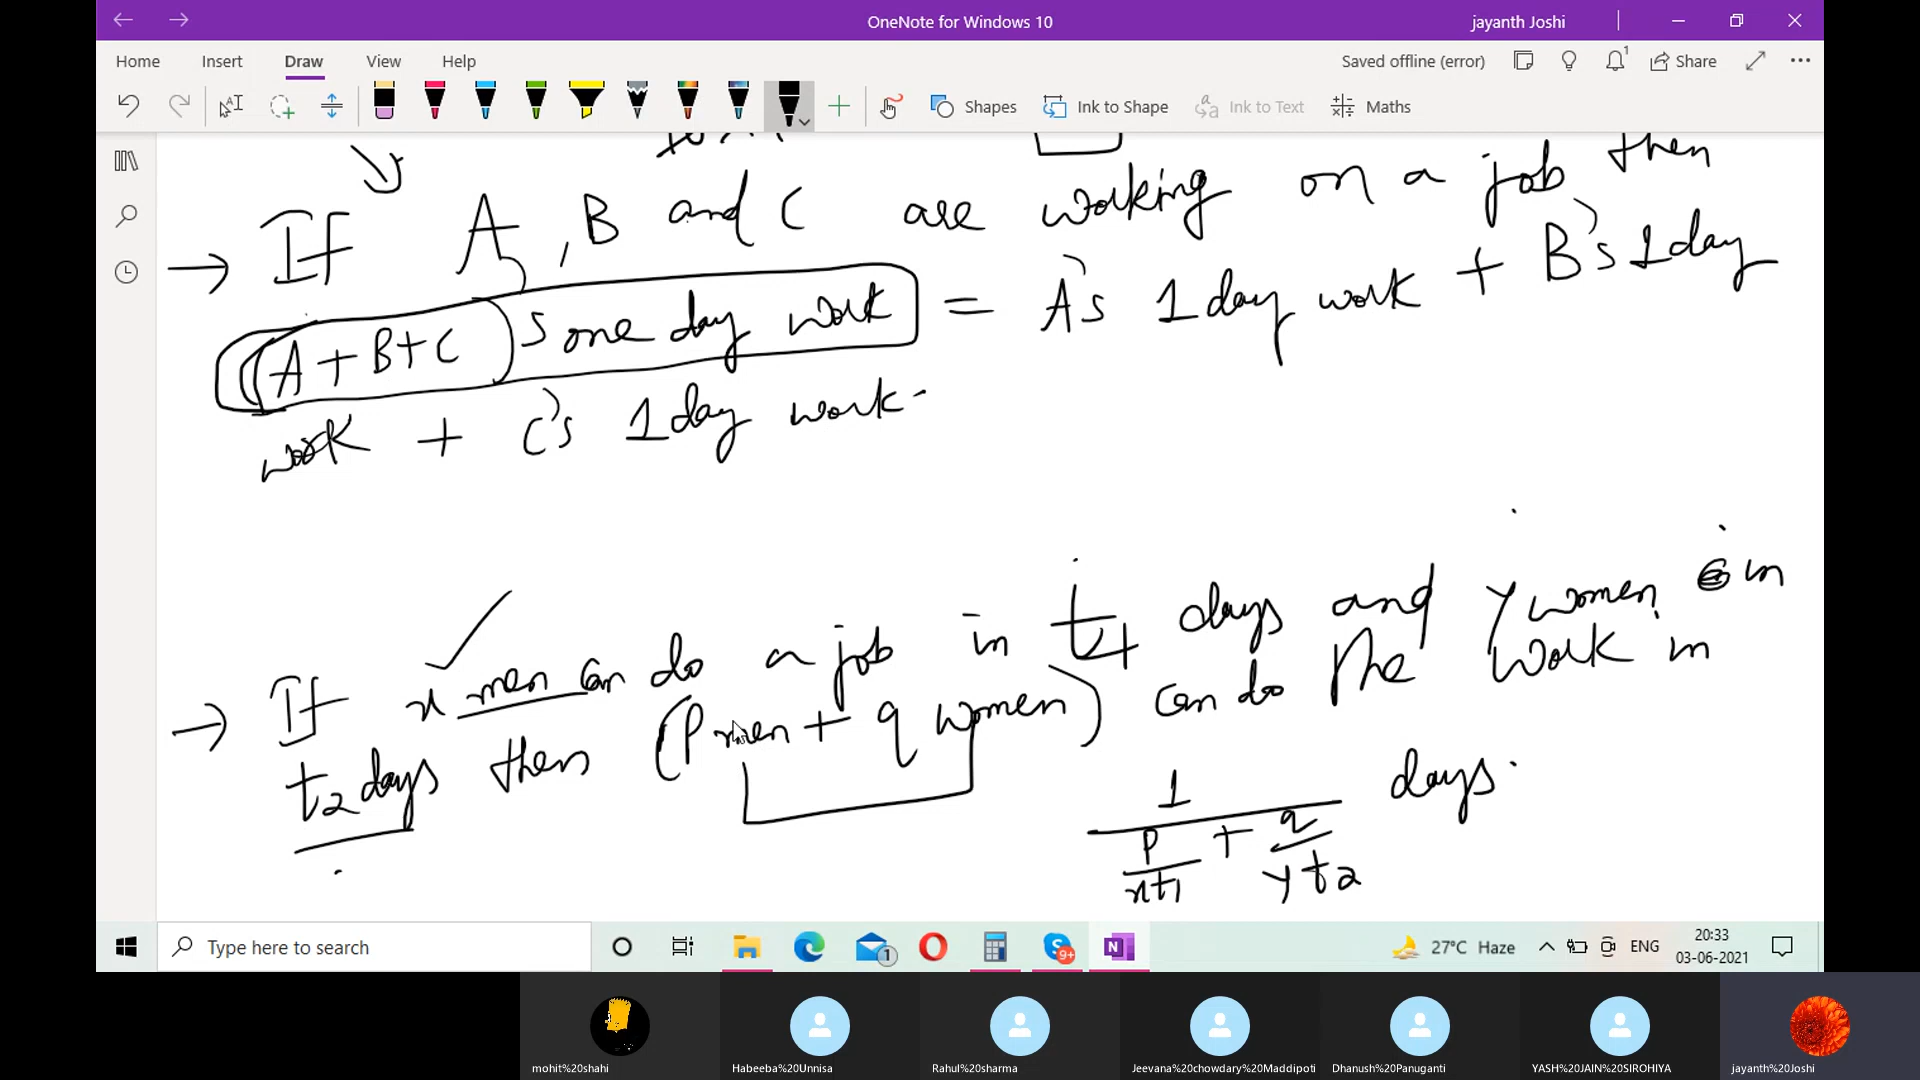 OneNote for Windows 10
jayanth Joshi
Home Insert Draw View Help
Saved offline (error)
1
Share
Shapes
Ink to Shape
Ink to Text
Maths
→ If A, B and C are working on a job then
(A+B+C)'s one day work = A's 1 day work + B's 1 day
work + C's 1 day work.
→ If x men can do a job in t1 days and y women in
t2 days then (P men + q women) can do the work in
1
P/xt1 + q/yt2 days.
Type here to search
1
9+
27°C Haze
ENG
20:33
03-06-2021
mohit%20shahi
Habeeba%20Unnisa
Rahul%20sharma
Jeevana%20chowdary%20Maddipoti
Dhanush%20Panuganti
YASH%20JAIN%20SIROHIYA
jayanth%20Joshi